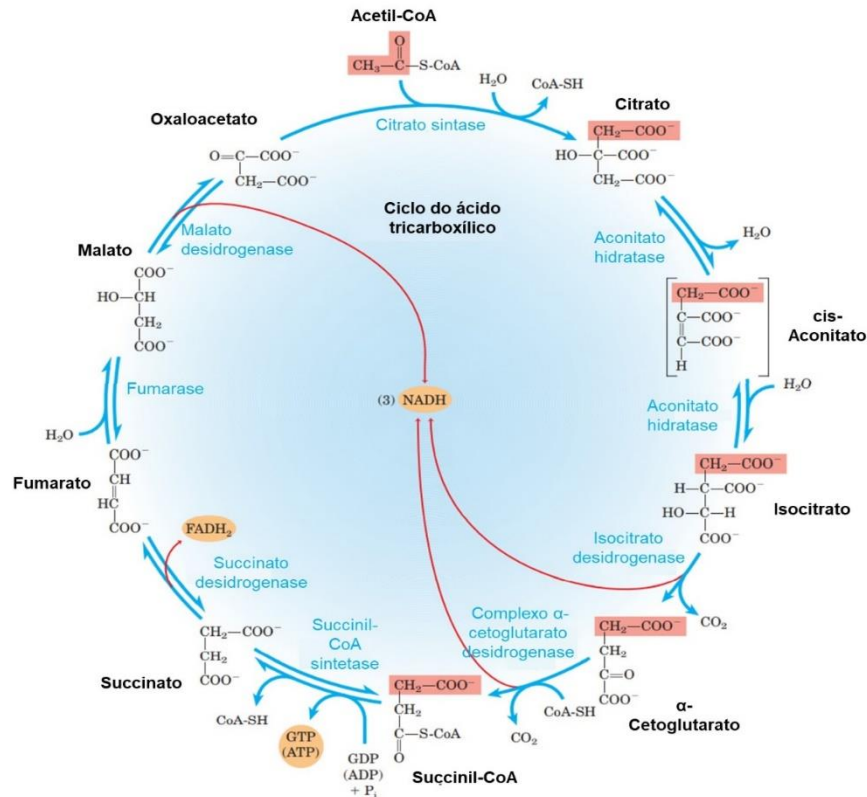 Acetil-CoA
O
CH₃—C—S-CoA
H₂O
CoA-SH
Citrato sintase
Citrato
CH₂—COO⁻
HO—C—COO⁻
CH₂—COO⁻
Oxaloacetato
O=C—COO⁻
CH₂—COO⁻
Ciclo do ácido
tricarboxílico
Aconitato
hidratase
H₂O
Malato
desidrogenase
Malato
COO⁻
HO—CH
CH₂
COO⁻
CH₂—COO⁻
C—COO⁻
C—COO⁻
H
cis-
Aconitato
Fumarase
H₂O
(3) NADH
Aconitato
hidratase
H₂O
Fumarato
COO⁻
CH
HC
COO⁻
CH₂—COO⁻
H—C—COO⁻
HO—C—H
COO⁻
Isocitrato
FADH₂
Succinato
desidrogenase
Isocitrato
desidrogenase
CO₂
Succinil-
CoA
sintetase
Complexo α-
cetoglutarato
desidrogenase
CH₂—COO⁻
CH₂
C=O
COO⁻
α-
Cetoglutarato
Succinato
CH₂—COO⁻
CH₂
COO⁻
CoA-SH
GTP
(ATP)
GDP
(ADP)
+ Pᵢ
CH₂—COO⁻
CH₂
C—S-CoA
O
Succinil-CoA
CO₂
CoA-SH